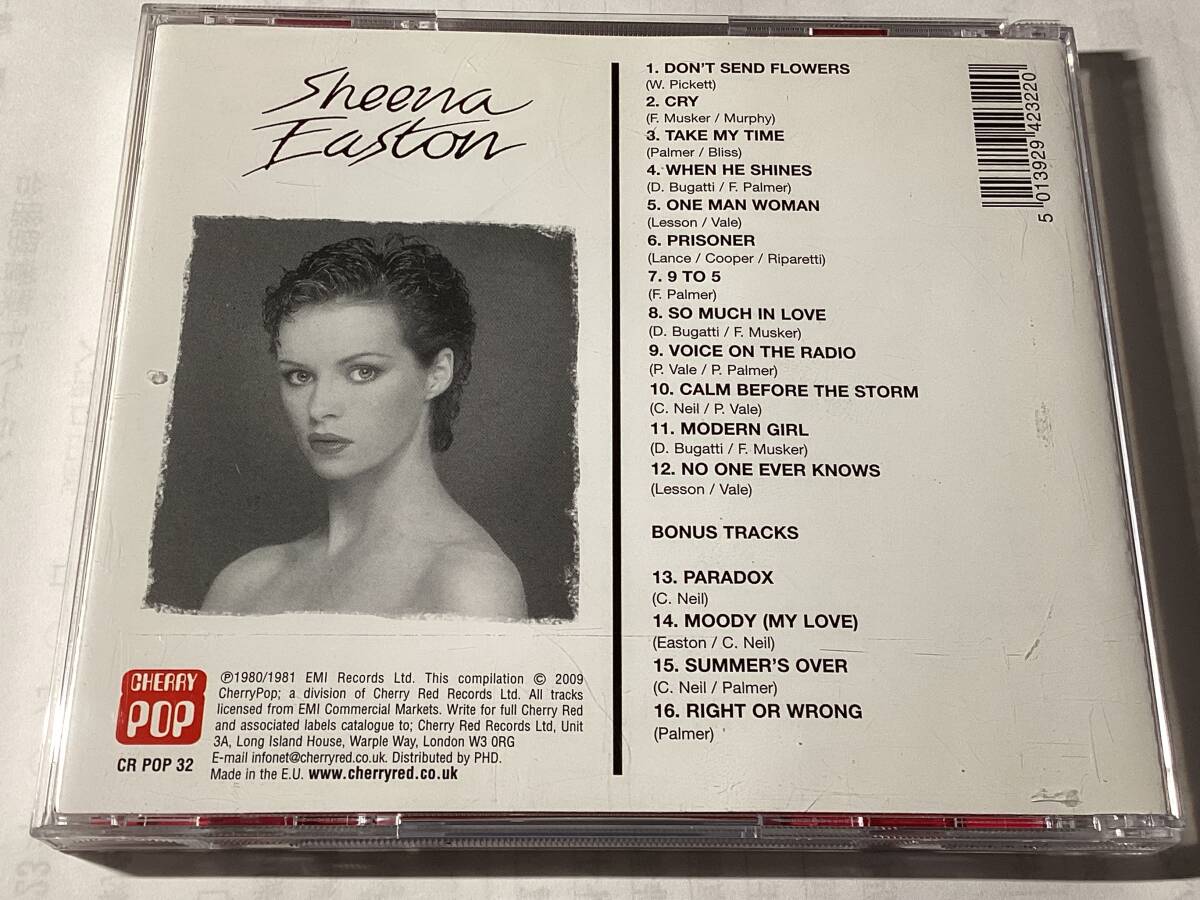 Sheena
Easton
CHERRY
POP
CR POP 32
℗1980/1981 EMI Records Ltd. This compilation © 2009
CherryPop; a division of Cherry Red Records Ltd. All tracks
licensed from EMI Commercial Markets. Write for full Cherry Red
and associated labels catalogue to; Cherry Red Records Ltd, Unit
3A, Long Island House, Warple Way, London W3 0RG
E-mail infonet@cherryred.co.uk. Distributed by PHD.
Made in the E.U. www.cherryred.co.uk
1. DON'T SEND FLOWERS
(W. Pickett)
2. CRY
(F. Musker / Murphy)
3. TAKE MY TIME
(Palmer / Bliss)
4. WHEN HE SHINES
(D. Bugatti / F. Palmer)
5. ONE MAN WOMAN
(Lesson / Vale)
6. PRISONER
(Lance / Cooper / Riparetti)
7. 9 TO 5
(F. Palmer)
8. SO MUCH IN LOVE
(D. Bugatti / F. Musker)
9. VOICE ON THE RADIO
(P. Vale / P. Palmer)
10. CALM BEFORE THE STORM
(C. Neil / P. Vale)
11. MODERN GIRL
(D. Bugatti / F. Musker)
12. NO ONE EVER KNOWS
(Lesson / Vale)
BONUS TRACKS
13. PARADOX
(C. Neil)
14. MOODY (MY LOVE)
(Easton / C. Neil)
15. SUMMER'S OVER
(C. Neil / Palmer)
16. RIGHT OR WRONG
(Palmer)
5 013929 423220